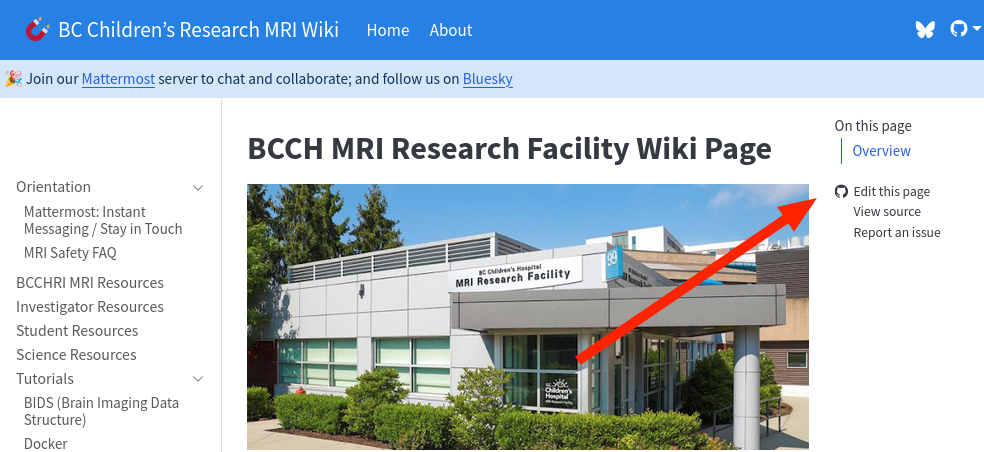 BC Children’s Research MRI Wiki Home About
🎉 Join our Mattermost server to chat and collaborate; and follow us on Bluesky
Orientation
Mattermost: Instant
Messaging / Stay in Touch
MRI Safety FAQ
BCCHRI MRI Resources
Investigator Resources
Student Resources
Science Resources
Tutorials
BIDS (Brain Imaging Data
Structure)
Docker
BCCH MRI Research Facility Wiki Page
BC Children's Hospital
MRI Research Facility
99
BC
Children's
Hospital
MRI Research Facility
On this page
Overview
Edit this page
View source
Report an issue